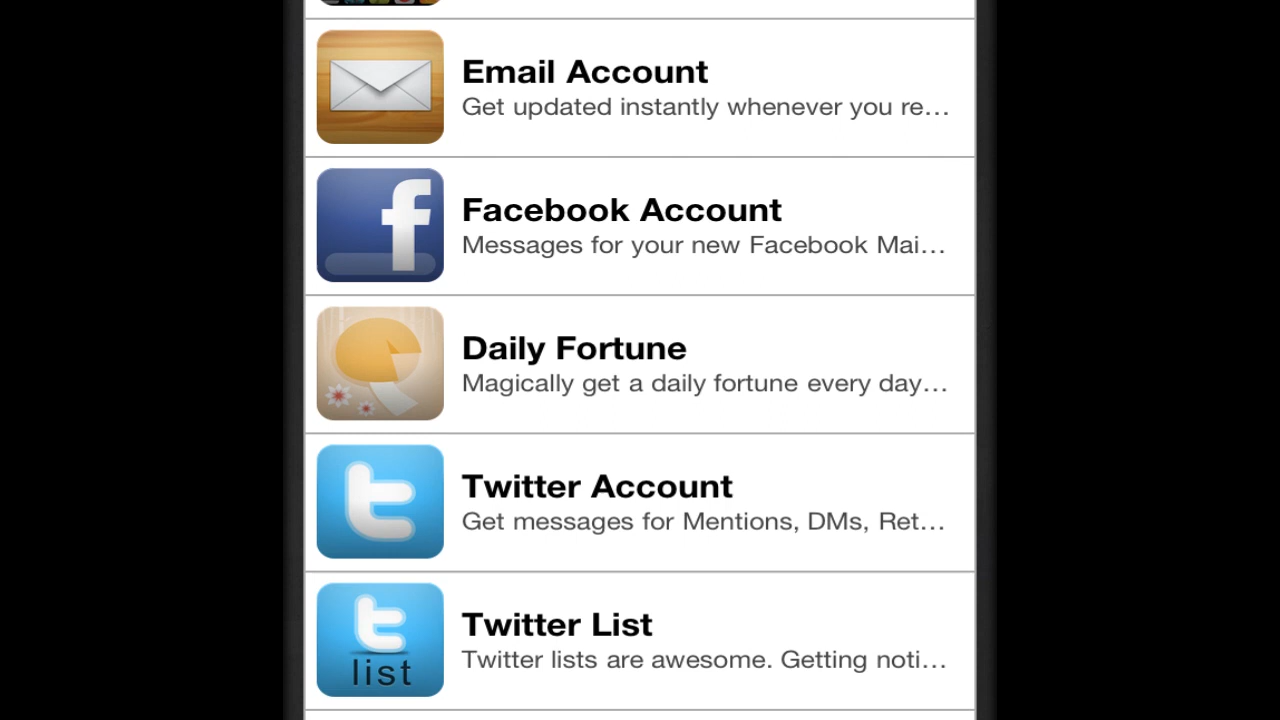 Email Account
Get updated instantly whenever you re…
Facebook Account
Messages for your new Facebook Mai…
Daily Fortune
Magically get a daily fortune every day…
Twitter Account
Get messages for Mentions, DMs, Ret…
Twitter List
Twitter lists are awesome. Getting noti…
list